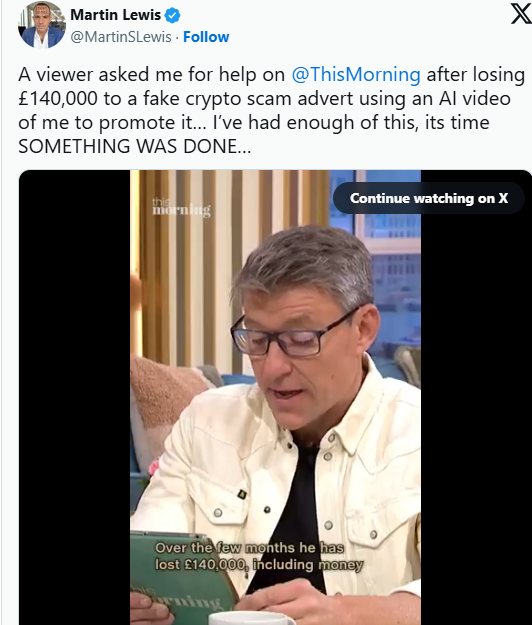 Martin Lewis
@MartinSLewis · Follow
A viewer asked me for help on @ThisMorning after losing
£140,000 to a fake crypto scam advert using an AI video
of me to promote it... I've had enough of this, its time
SOMETHING WAS DONE...
Continue watching on X
this
morning
Over the few months he has
lost £140,000, including money
this
morning